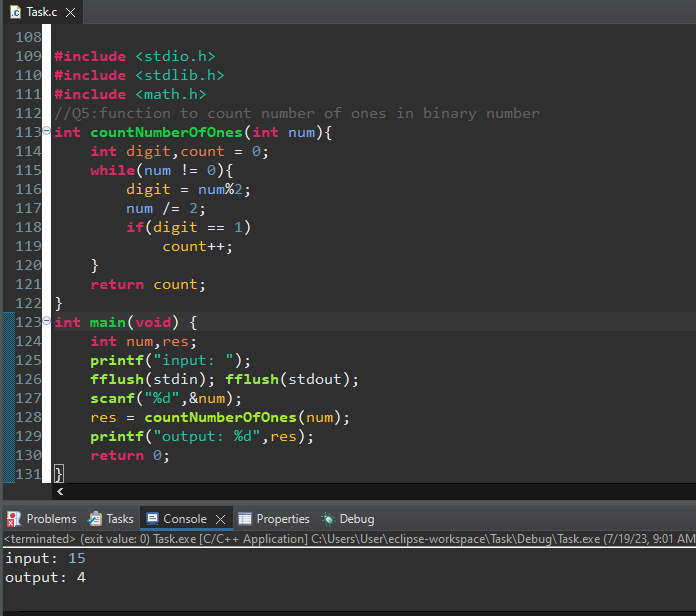 Task.c
108
109 #include <stdio.h>
110 #include <stdlib.h>
111 #include <math.h>
112 //Q5:function to count number of ones in binary number
113 int countNumberOfOnes(int num){
114     int digit,count = 0;
115     while(num != 0){
116         digit = num%2;
117         num /= 2;
118         if(digit == 1)
119             count++;
120     }
121     return count;
122 }
123 int main(void) {
124     int num,res;
125     printf("input: ");
126     fflush(stdin); fflush(stdout);
127     scanf("%d",&num);
128     res = countNumberOfOnes(num);
129     printf("output: %d",res);
130     return 0;
131 }
Problems Tasks Console Properties Debug
<terminated> (exit value: 0) Task.exe [C/C++ Application] C:\Users\User\eclipse-workspace\Task\Debug\Task.exe (7/19/23, 9:01 AM
input: 15
output: 4